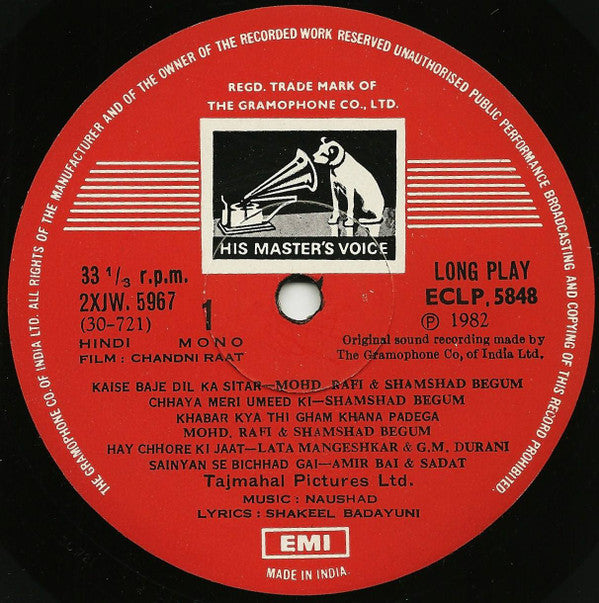 THE GRAMOPHONE CO. OF INDIA LTD. ALL RIGHTS OF THE MANUFACTURER AND OF THE OWNER OF THE RECORDED WORK RESERVED UNAUTHORISED PUBLIC PERFORMANCE BROADCASTING AND COPYING OF THIS RECORD PROHIBITED.
REGD. TRADE MARK OF
THE GRAMOPHONE CO., LTD.
HIS MASTER'S VOICE
33 1/3 r.p.m.
2XJW. 5967
(30-721)
1
HINDI MONO
FILM : CHANDNI RAAT
LONG PLAY
ECLP. 5848
Ⓟ 1982
Original sound recording made by
The Gramophone Co, of India Ltd.
KAISE BAJE DIL KA SITAR—MOHD. RAFI & SHAMSHAD BEGUM
CHHAYA MERI UMEED KI—SHAMSHAD BEGUM
KHABAR KYA THI GHAM KHANA PADEGA
MOHD. RAFI & SHAMSHAD BEGUM
HAY CHHORE KI JAAT—LATA MANGESHKAR & G.M. DURANI
SAINYAN SE BICHHAD GAI—AMIR BAI & SADAT
Tajmahal Pictures Ltd.
MUSIC : NAUSHAD
LYRICS : SHAKEEL BADAYUNI
EMI
MADE IN INDIA